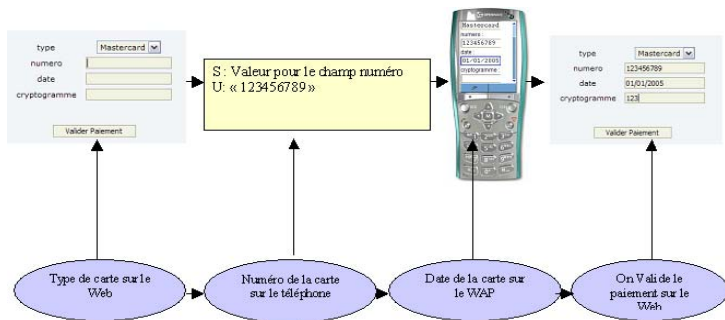 type Mastercard
numero
date
cryptogramme
Valider Paiement
S : Valeur pour le champ numéro
U: « 123456789 »
Mastercard
numero :
123456789
date :
01/01/2005
cryptogramme
type Mastercard
numero 123456789
date 01/01/2005
cryptogramme 123
Valider Paiement
Type de carte sur le
Web
Numéro de la carte
sur le téléphone
Date de la carte sur
le WAP
On Valide le
paiement sur le
Web